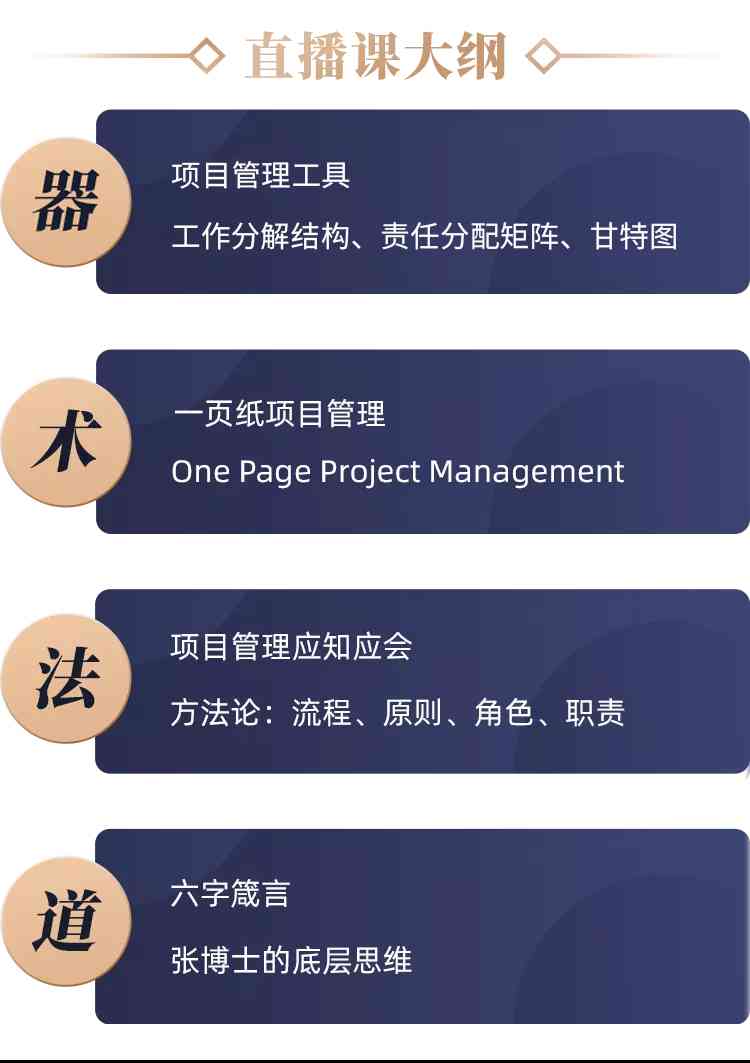 直播课大纲
器
项目管理工具
工作分解结构、责任分配矩阵、甘特图
术
一页纸项目管理
One Page Project Management
法
项目管理应知应会
方法论：流程、原则、角色、职责
道
六字箴言
张博士的底层思维